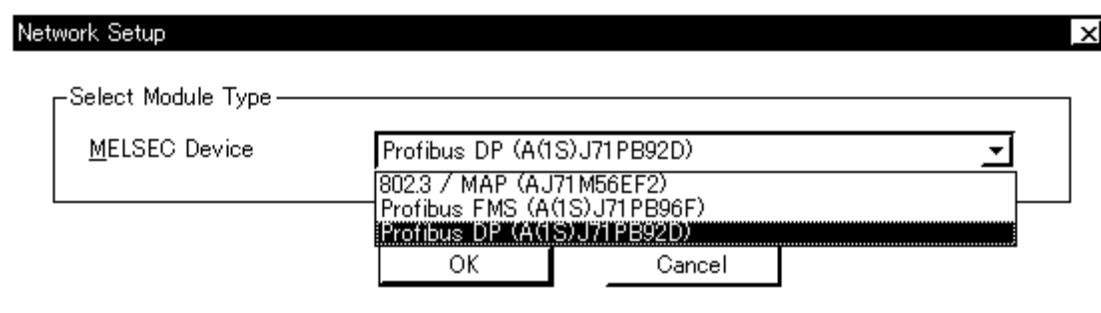 Network Setup
Select Module Type
MELSEC Device
Profibus DP (A(1S)J71PB92D)
802.3 / MAP (AJ71M56EF2)
Profibus FMS (A(1S)J71PB96F)
Profibus DP (A(1S)J71PB92D)
OK Cancel